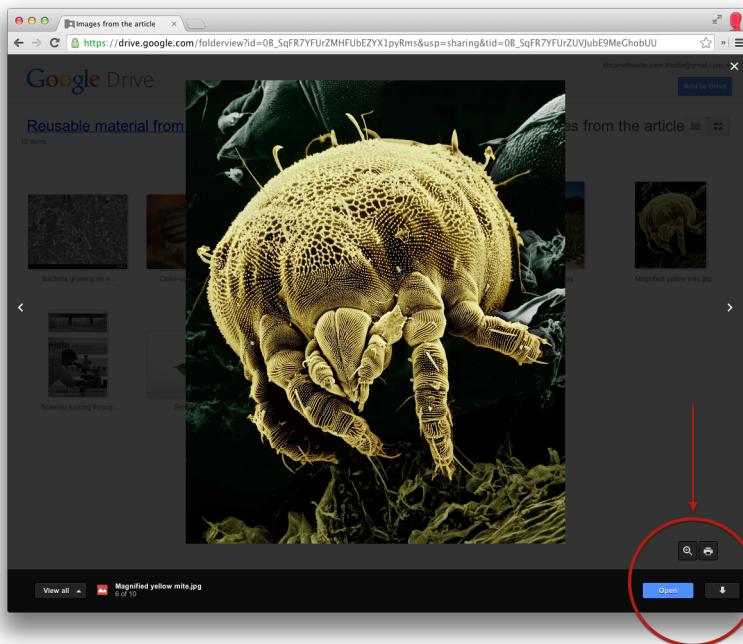 Images from the article
https://drive.google.com/folderview?id=0B_SqFR7YFUrZMHFUbEZYX1pyRms&usp=sharing&tid=0B_SqFR7YFUrZUVJubE9MeGhobUU
Google Drive
Add to Drive
Reusable material from
es from the article
10 items
Bacteria growing on a ...
Magnified yellow mite.jpg
Scientist looking throug...
View all
Magnified yellow mite.jpg
6 of 10
Open